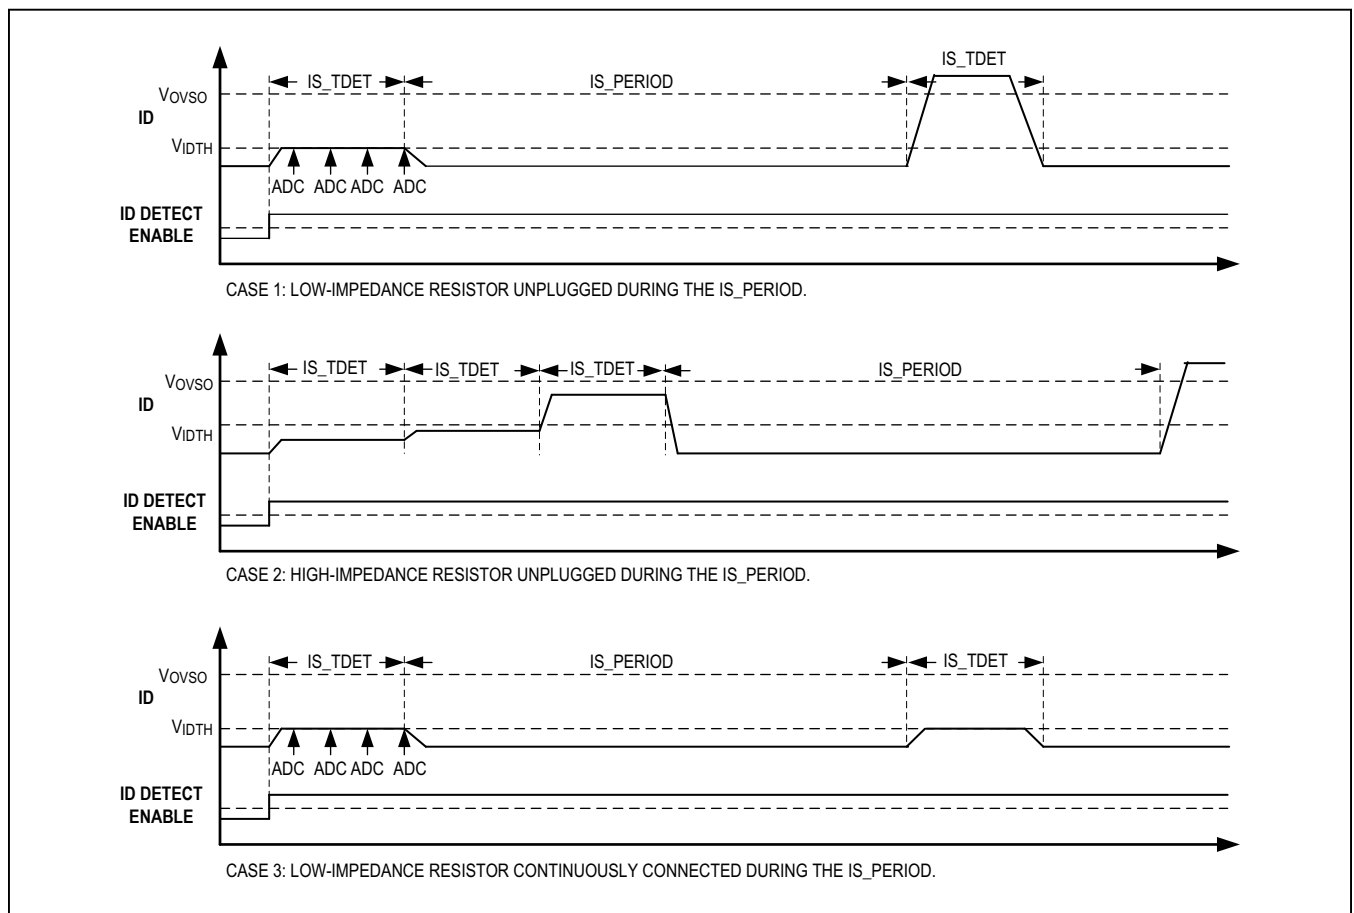 IS_TDET
IS_TDET
IS_PERIOD
VOVSO
ID
VIDTH
ADC ADC ADC ADC
ID DETECT
ENABLE
CASE 1: LOW-IMPEDANCE RESISTOR UNPLUGGED DURING THE IS_PERIOD.
IS_TDET IS_TDET IS_TDET IS_PERIOD
VOVSO
ID
VIDTH
ID DETECT
ENABLE
CASE 2: HIGH-IMPEDANCE RESISTOR UNPLUGGED DURING THE IS_PERIOD.
IS_TDET IS_PERIOD IS_TDET
VOVSO
ID
VIDTH
ADC ADC ADC ADC
ID DETECT
ENABLE
CASE 3: LOW-IMPEDANCE RESISTOR CONTINUOUSLY CONNECTED DURING THE IS_PERIOD.